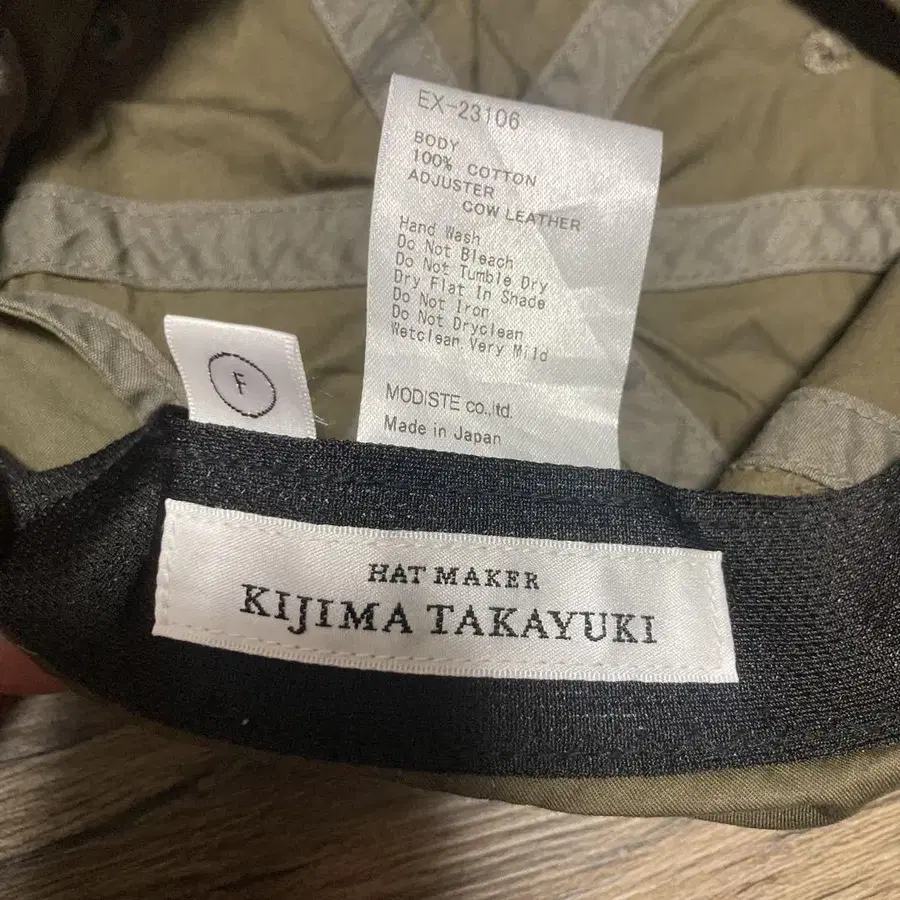 EX-23106
BODY
100% COTTON
ADJUSTER
COW LEATHER
Hand Wash
Do Not Bleach
Do Not Tumble Dry
Dry Flat In Shade
Do Not Iron
Do Not Dryclean
Wetclean Very Mild
MODISTE co.,ltd.
Made in Japan
F
HAT MAKER
KIJIMA TAKAYUKI